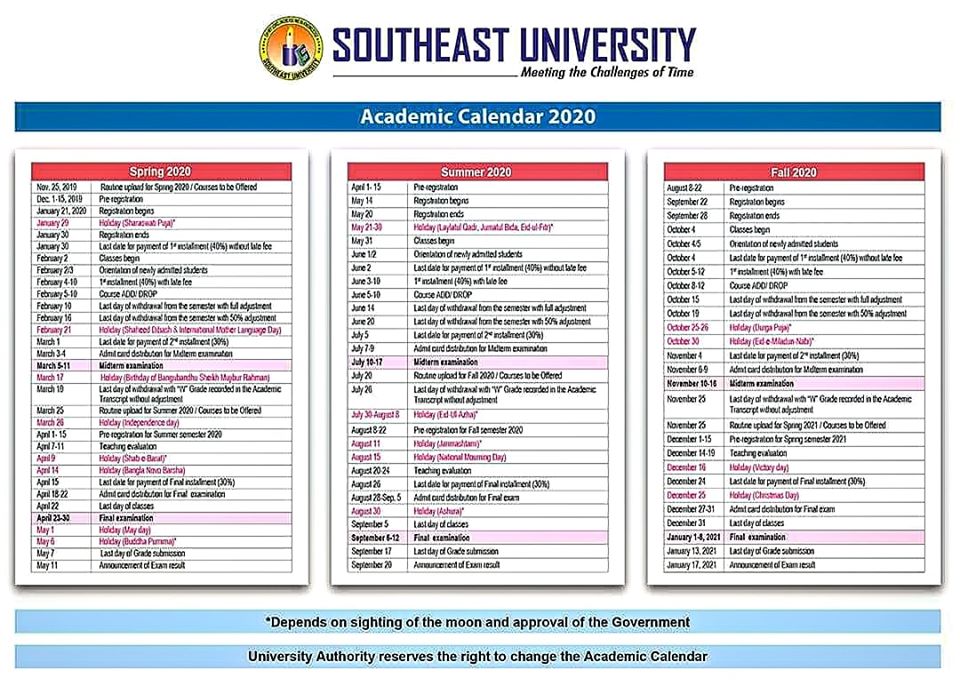 SOUTHEAST UNIVERSITY
SOUTHEAST UNIVERSITY
Meeting the Challenges of Time
Academic Calendar 2020
Spring 2020
Nov. 25, 2019 Routine upload for Spring 2020 / Courses to be Offered
Dec. 1-15, 2019 Pre-registration
January 21, 2020 Registration begins
January 29 Holiday (Sharaswati Puja)*
January 30 Registration ends
January 30 Last date for payment of 1st installment (40%) without late fee
February 2 Classes begin
February 2/3 Orientation of newly admitted students
February 4-10 1st installment (40%) with late fee
February 5-10 Course ADD/ DROP
February 10 Last day of withdrawal from the semester with full adjustment
February 16 Last day of withdrawal from the semester with 50% adjustment
February 21 Holiday (Shaheed Dibash & International Mother Language Day)
March 1 Last date for payment of 2nd installment (30%)
March 3-4 Admit card distribution for Midterm examination
March 5-11 Midterm examination
March 17 Holiday (Birthday of Bangubandhu Sheikh Mujbur Rahman)
March 19 Last day of withdrawal with "W" Grade recorded in the Academic
Transcript without adjustment
March 25 Routine upload for Summer 2020 / Courses to be Offered
March 26 Holiday (Independence day)
April 1- 15 Pre-registration for Summer semester 2020
April 7-11 Teaching evaluation
April 9 Holiday (Shab-e-Barat)*
April 14 Holiday (Bangla Novo Barsha)
April 15 Last date for payment of Final installment (30%)
April 18-22 Admit card distribution for Final examination
April 22 Last day of classes
April 23-30 Final examination
May 1 Holiday (May day)
May 6 Holiday (Buddha Purnima)*
May 7 Last day of Grade submission
May 11 Announcement of Exam result
Summer 2020
April 1- 15 Pre-registration
May 14 Registration begins
May 20 Registration ends
May 21-30 Holiday (Laylatul Qadr, Jumatul Bida, Eid-ul-Fitr)*
May 31 Classes begin
June 1/2 Orientation of newly admitted students
June 2 Last date for payment of 1st installment (40%) without late fee
June 3-10 1st installment (40%) with late fee
June 5-10 Course ADD/ DROP
June 14 Last day of withdrawal from the semester with full adjustment
June 20 Last day of withdrawal from the semester with 50% adjustment
July 5 Last date for payment of 2nd installment (30%)
July 7-9 Admit card distribution for Midterm examination
July 10-17 Midterm examination
July 20 Routine upload for Fall 2020 / Courses to be Offered
July 26 Last day of withdrawal with "W" Grade recorded in the Academic
Transcript without adjustment
July 30-August 8 Holiday (Eid-Ul-Azha)*
August 8-22 Pre-registration for Fall semester 2020
August 11 Holiday (Janmashtami)*
August 15 Holiday (National Mourning Day)
August 20-24 Teaching evaluation
August 26 Last date for payment of Final installment (30%)
August 28-Sep. 5 Admit card distribution for Final exam
August 30 Holiday (Ashura)*
September 5 Last day of classes
September 6-12 Final examination
September 17 Last day of Grade submission
September 20 Announcement of Exam result
Fall 2020
August 8-22 Pre-registration
September 22 Registration begins
September 28 Registration ends
October 4 Classes begin
October 4/5 Orientation of newly admitted students
October 4 Last date for payment of 1st installment (40%) without late fee
October 5-12 1st installment (40%) with late fee
October 8-12 Course ADD/ DROP
October 15 Last day of withdrawal from the semester with full adjustment
October 19 Last day of withdrawal from the semester with 50% adjustment
October 25-26 Holiday (Durga Puja)*
October 30 Holiday (Eid-e-Miladun-Nabi)*
November 4 Last date for payment of 2nd installment (30%)
November 6-9 Admit card distribution for Midterm examination
November 10-16 Midterm examination
November 25 Last day of withdrawal with "W" Grade recorded in the Academic
Transcript without adjustment
November 25 Routine upload for Spring 2021 / Courses to be Offered
December 1-15 Pre-registration for Spring semester 2021
December 14-19 Teaching evaluation
December 16 Holiday (Victory day)
December 24 Last date for payment of Final installment (30%)
December 25 Holiday (Christmas Day)
December 27-31 Admit card distribution for Final exam
December 31 Last day of classes
January 1-8, 2021 Final examination
January 13, 2021 Last day of Grade submission
January 17, 2021 Announcement of Exam result
*Depends on sighting of the moon and approval of the Government
University Authority reserves the right to change the Academic Calendar